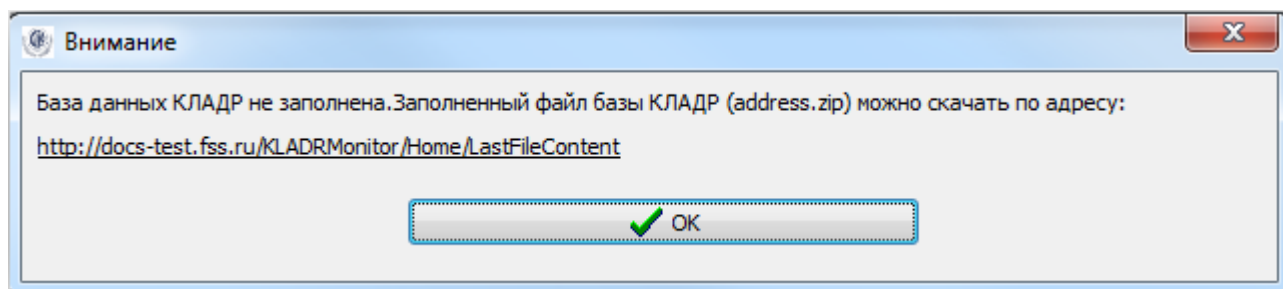 Внимание
База данных КЛАДР не заполнена.Заполненный файл базы КЛАДР (address.zip) можно скачать по адресу:
http://docs-test.fss.ru/KLADRMonitor/Home/LastFileContent
OK